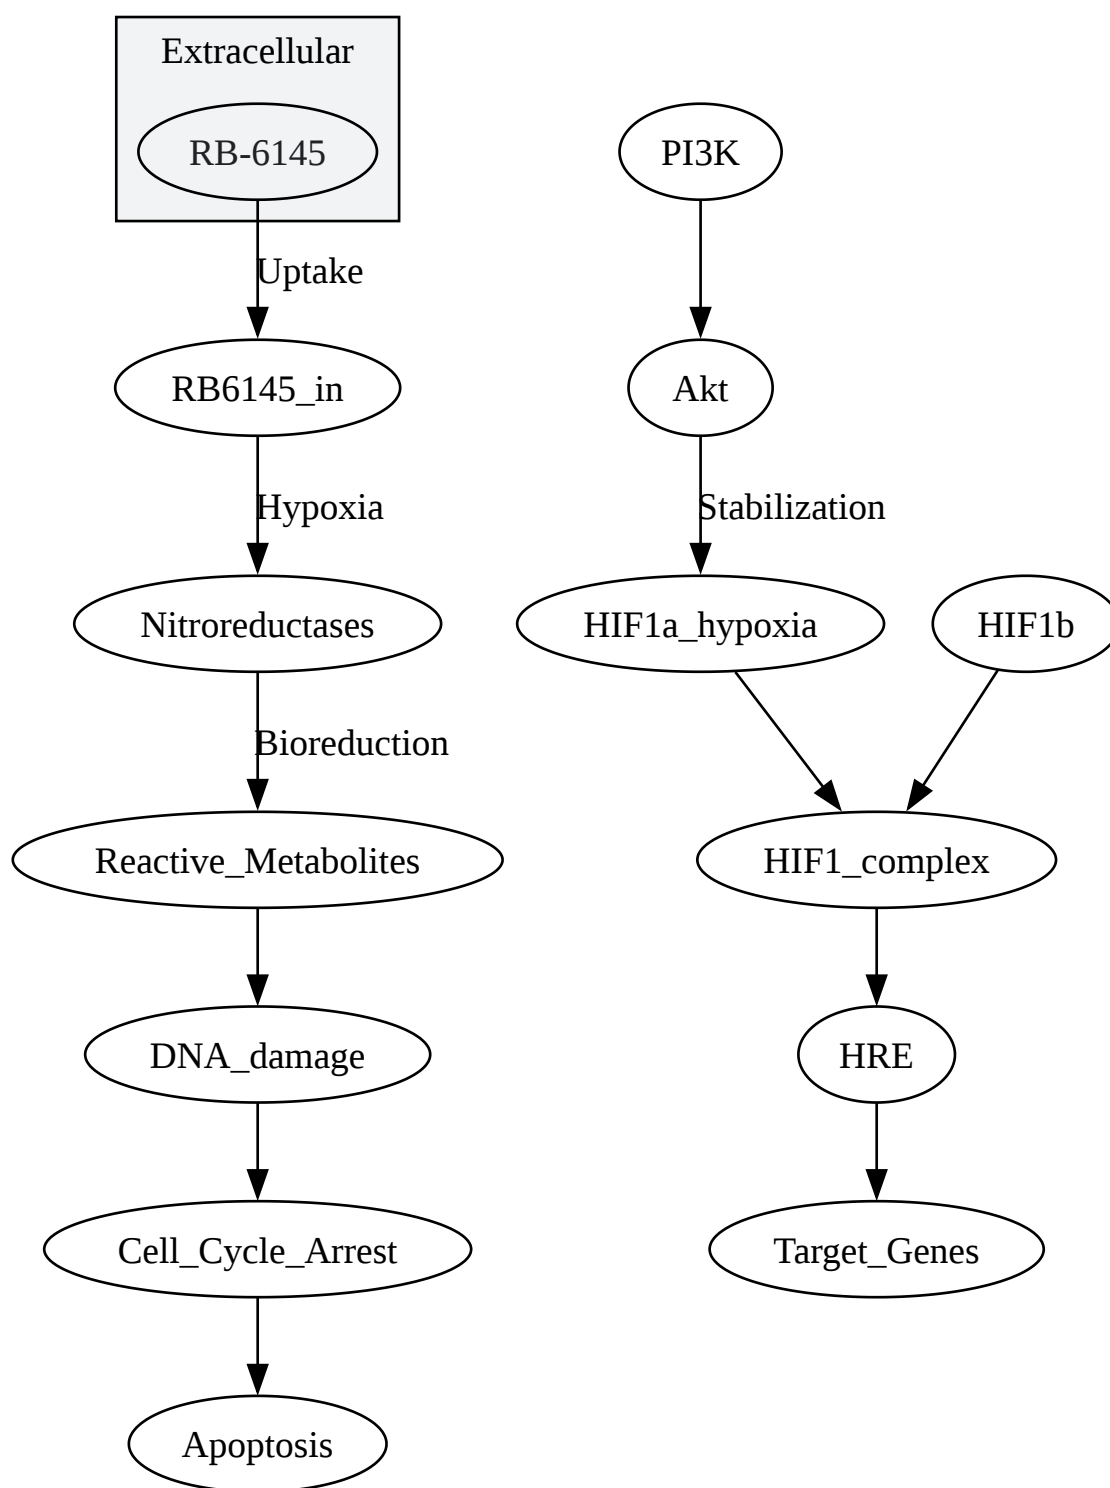 Extracellular
RB-6145
PI3K
Uptake
RB6145_in
Akt
Hypoxia
Stabilization
Nitroreductases
HIF1a_hypoxia
HIF1b
Bioreduction
Reactive_Metabolites
HIF1_complex
DNA_damage
HRE
Cell_Cycle_Arrest
Target_Genes
Apoptosis